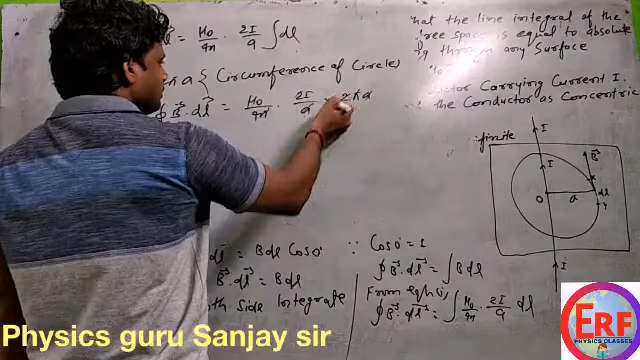 = μ0/4π · 2I/a ∫dl
πa { Circumference of Circle }
∮ B⃗.dl⃗ = μ0/4π · 2I/a × 2πa
that the line integral of the
free space is equal to absolute
through any Surface
Carrying Current I.
the Conductor as Concentric
finite
I
I
B⃗
X
dl
Y
O
a
I
dl⃗ = Bdl Cos0° ∵ Cos0° = 1
B⃗.dl⃗ = Bdl
∮B⃗.dl⃗ = ∫Bdl
Both side Integrate
From eqn
∮B⃗.dl⃗ = ∫ μ0/4π · 2I/a dl
Physics guru Sanjay sir
ERF
PHYSICS CLASSES